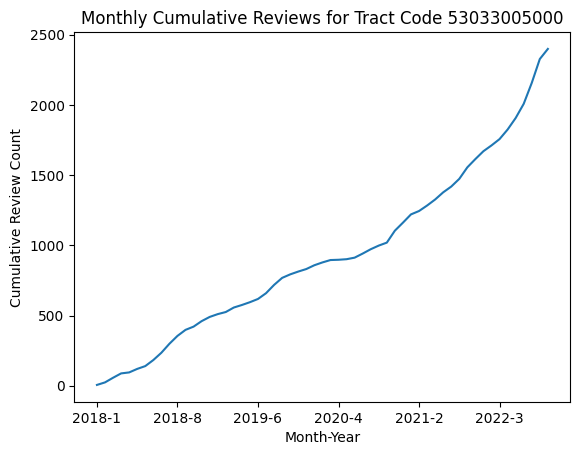 Monthly Cumulative Reviews for Tract Code 53033005000
2500
2000
1500
1000
500
0
Cumulative Review Count
2018-1 2018-8 2019-6 2020-4 2021-2 2022-3
Month-Year